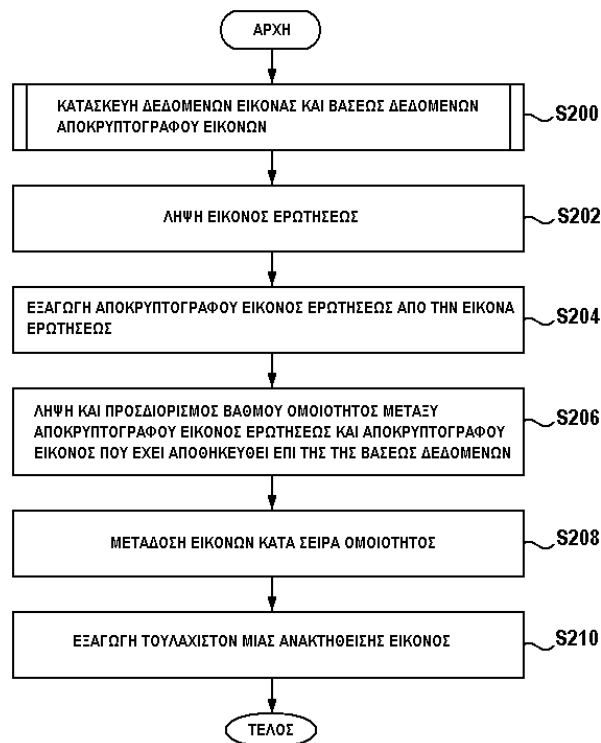 ΑΡΧΗ
ΚΑΤΑΣΚΕΥΗ ΔΕΔΟΜΕΝΩΝ ΕΙΚΟΝΑΣ ΚΑΙ ΒΑΣΕΩΣ ΔΕΔΟΜΕΝΩΝ
ΑΠΟΚΡΥΠΤΟΓΡΑΦΟΥ ΕΙΚΟΝΩΝ
S200
ΛΗΨΗ ΕΙΚΟΝΟΣ ΕΡΩΤΗΣΕΩΣ
S202
ΕΞΑΓΩΓΗ ΑΠΟΚΡΥΠΤΟΓΡΑΦΟΥ ΕΙΚΟΝΟΣ ΕΡΩΤΗΣΕΩΣ ΑΠΟ ΤΗΝ ΕΙΚΟΝΑ
ΕΡΩΤΗΣΕΩΣ
S204
ΛΗΨΗ ΚΑΙ ΠΡΟΣΔΙΟΡΙΣΜΟΣ ΒΑΘΜΟΥ ΟΜΟΙΟΤΗΤΟΣ ΜΕΤΑΞΥ
ΑΠΟΚΡΥΠΤΟΓΡΑΦΟΥ ΕΙΚΟΝΟΣ ΕΡΩΤΗΣΕΩΣ ΚΑΙ ΑΠΟΚΡΥΠΤΟΓΡΑΦΟΥ
ΕΙΚΟΝΟΣ ΠΟΥ ΕΧΕΙ ΑΠΟΘΗΚΕΥΘΕΙ ΕΠΙ ΤΗΣ ΤΗΣ ΒΑΣΕΩΣ ΔΕΔΟΜΕΝΩΝ
S206
ΜΕΤΑΔΟΣΗ ΕΙΚΟΝΩΝ ΚΑΤΑ ΣΕΙΡΑ ΟΜΟΙΟΤΗΤΟΣ
S208
ΕΞΑΓΩΓΗ ΤΟΥΛΑΧΙΣΤΟΝ ΜΙΑΣ ΑΝΑΚΤΗΘΕΙΣΗΣ ΕΙΚΟΝΟΣ
S210
ΤΕΛΟΣ